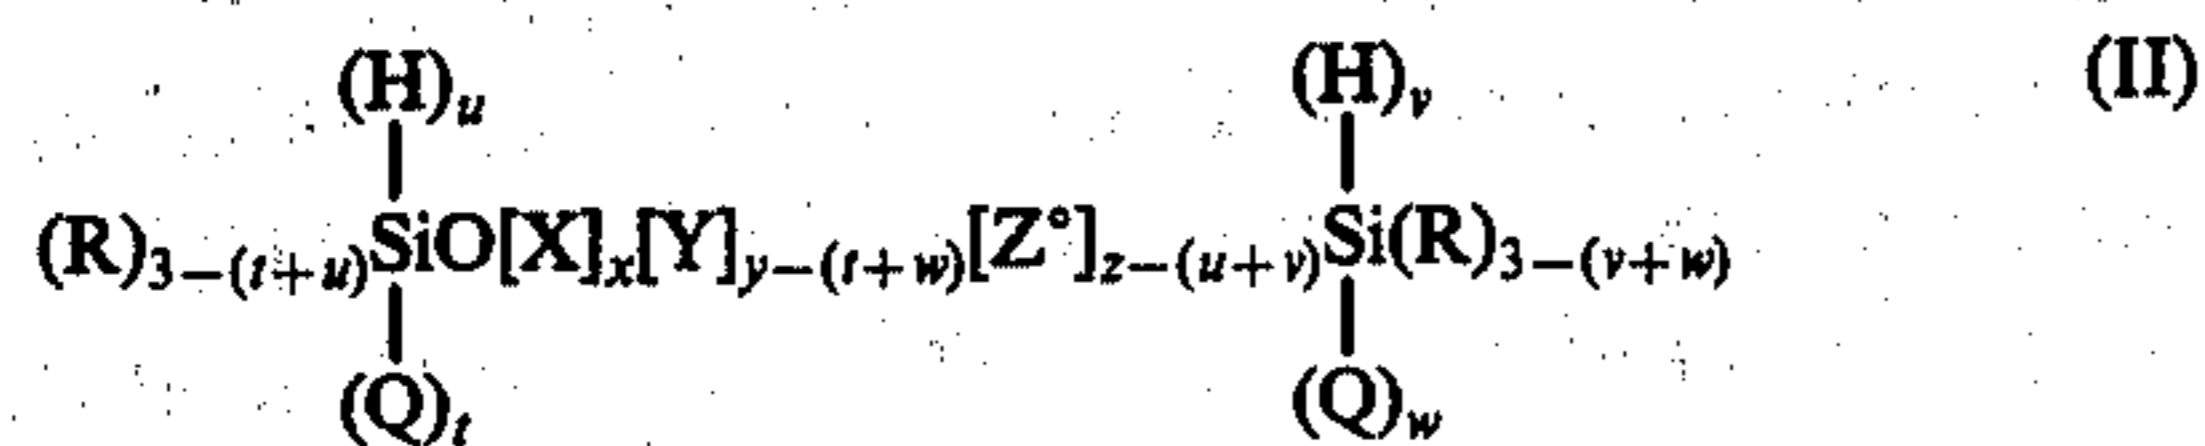 (H)u (H)v (II)
(R)3−(t+u)SiO[X]x[Y]y−(t+w)[Z°]z−(u+v)Si(R)3−(v+w)
(Q)t (Q)w